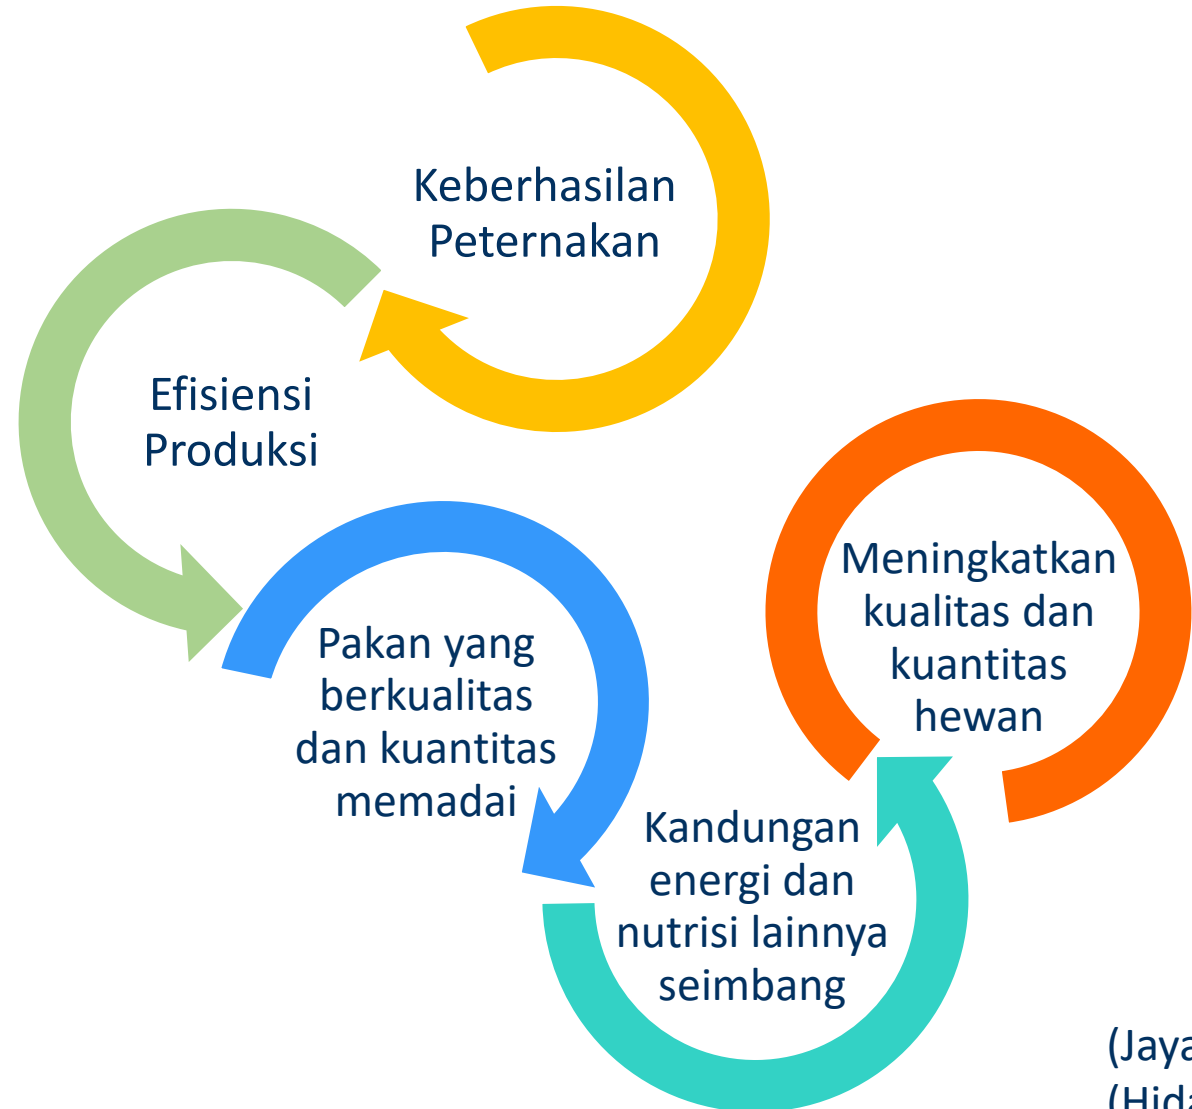 Keberhasilan
Peternakan
Efisiensi
Produksi
Pakan yang
berkualitas
dan kuantitas
memadai
Kandungan
energi dan
nutrisi lainnya
seimbang
Meningkatkan
kualitas dan
kuantitas
hewan